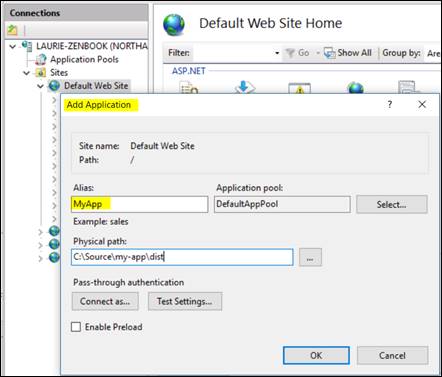 Connections
LAURIE-ZENBOOK (NORTHA
Application Pools
Sites
Default Web Site
Default Web Site Home
Filter:
Go
Show All
Group by:
Are
ASP.NET
Add Application
Site name:
Default Web Site
Path:
/
Alias:
Application pool:
MyApp
DefaultAppPool
Select...
Example: sales
Physical path:
C:\Source\my-app\dist
...
Pass-through authentication
Connect as...
Test Settings...
Enable Preload
OK
Cancel